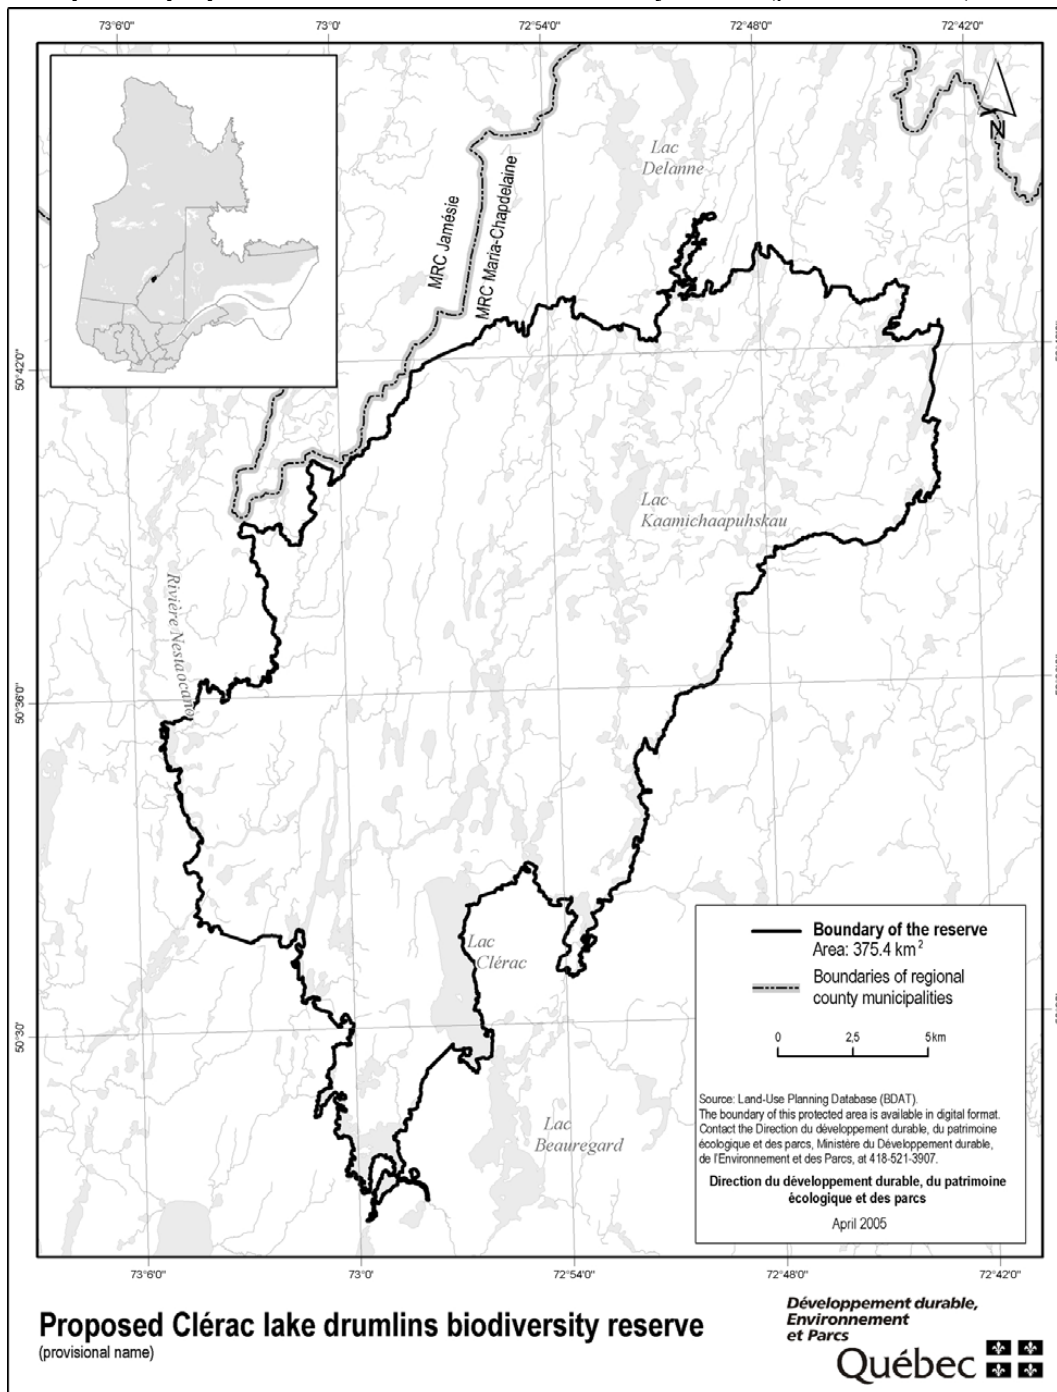 73°6'0" 73°0' 72°54'0" 72°48'0" 72°42'0"
N
Lac
Delanne
MRC Jamésie
MRC Maria-Chapdelaine
50°42'0"
Lac
Kaamichaapuhskau
Rivière Nestaocano
50°36'0"
Lac
Clérac
50°30'
Lac
Beauregard
Boundary of the reserve
Area: 375.4 km²
Boundaries of regional
county municipalities
0 2,5 5 km
Source: Land-Use Planning Database (BDAT).
The boundary of this protected area is available in digital format.
Contact the Direction du développement durable, du patrimoine
écologique et des parcs, Ministère du Développement durable,
de l'Environnement et des Parcs, at 418-521-3907.
Direction du développement durable, du patrimoine
écologique et des parcs
April 2005
73°6'0" 73°0' 72°54'0" 72°48'0" 72°42'0"
Proposed Clérac lake drumlins biodiversity reserve
(provisional name)
Développement durable,
Environnement
et Parcs
Québec